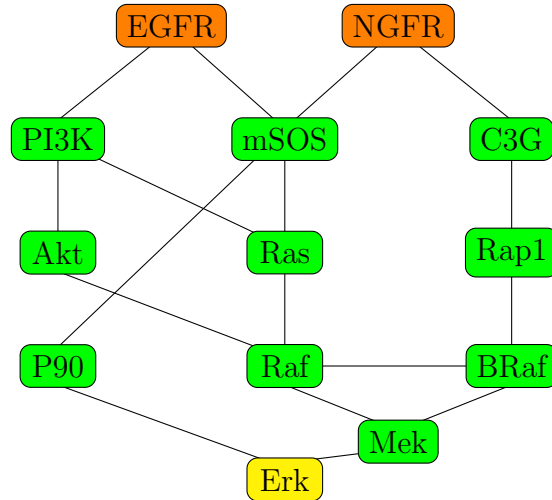 EGFR
NGFR
PI3K
mSOS
C3G
Akt
Ras
Rap1
P90
Raf
BRaf
Mek
Erk